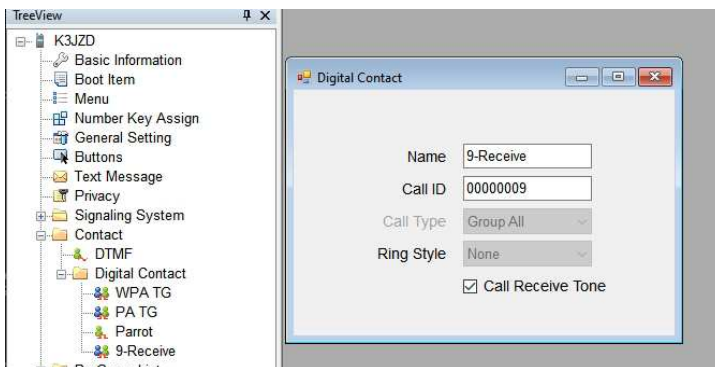 TreeView
K3JZD
Basic Information
Boot Item
Menu
Number Key Assign
General Setting
Buttons
Text Message
Privacy
Signaling System
Contact
DTMF
Digital Contact
WPA TG
PA TG
Parrot
9-Receive
Digital Contact
Name 9-Receive
Call ID 00000009
Call Type Group All
Ring Style None
Call Receive Tone